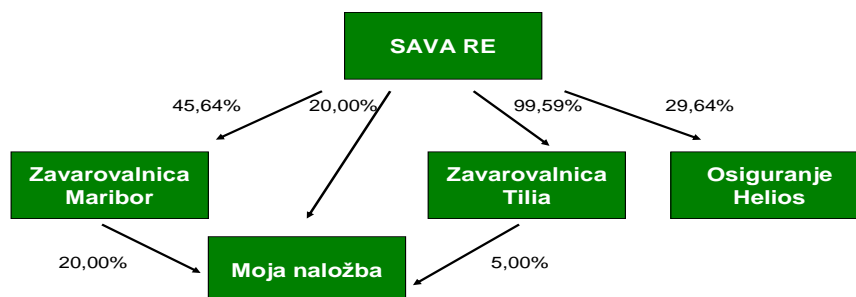 SAVA RE
45,64%
20,00%
99,59%
29,64%
Zavarovalnica
Maribor
Zavarovalnica
Tilia
Osiguranje
Helios
20,00%
Moja naložba
5,00%